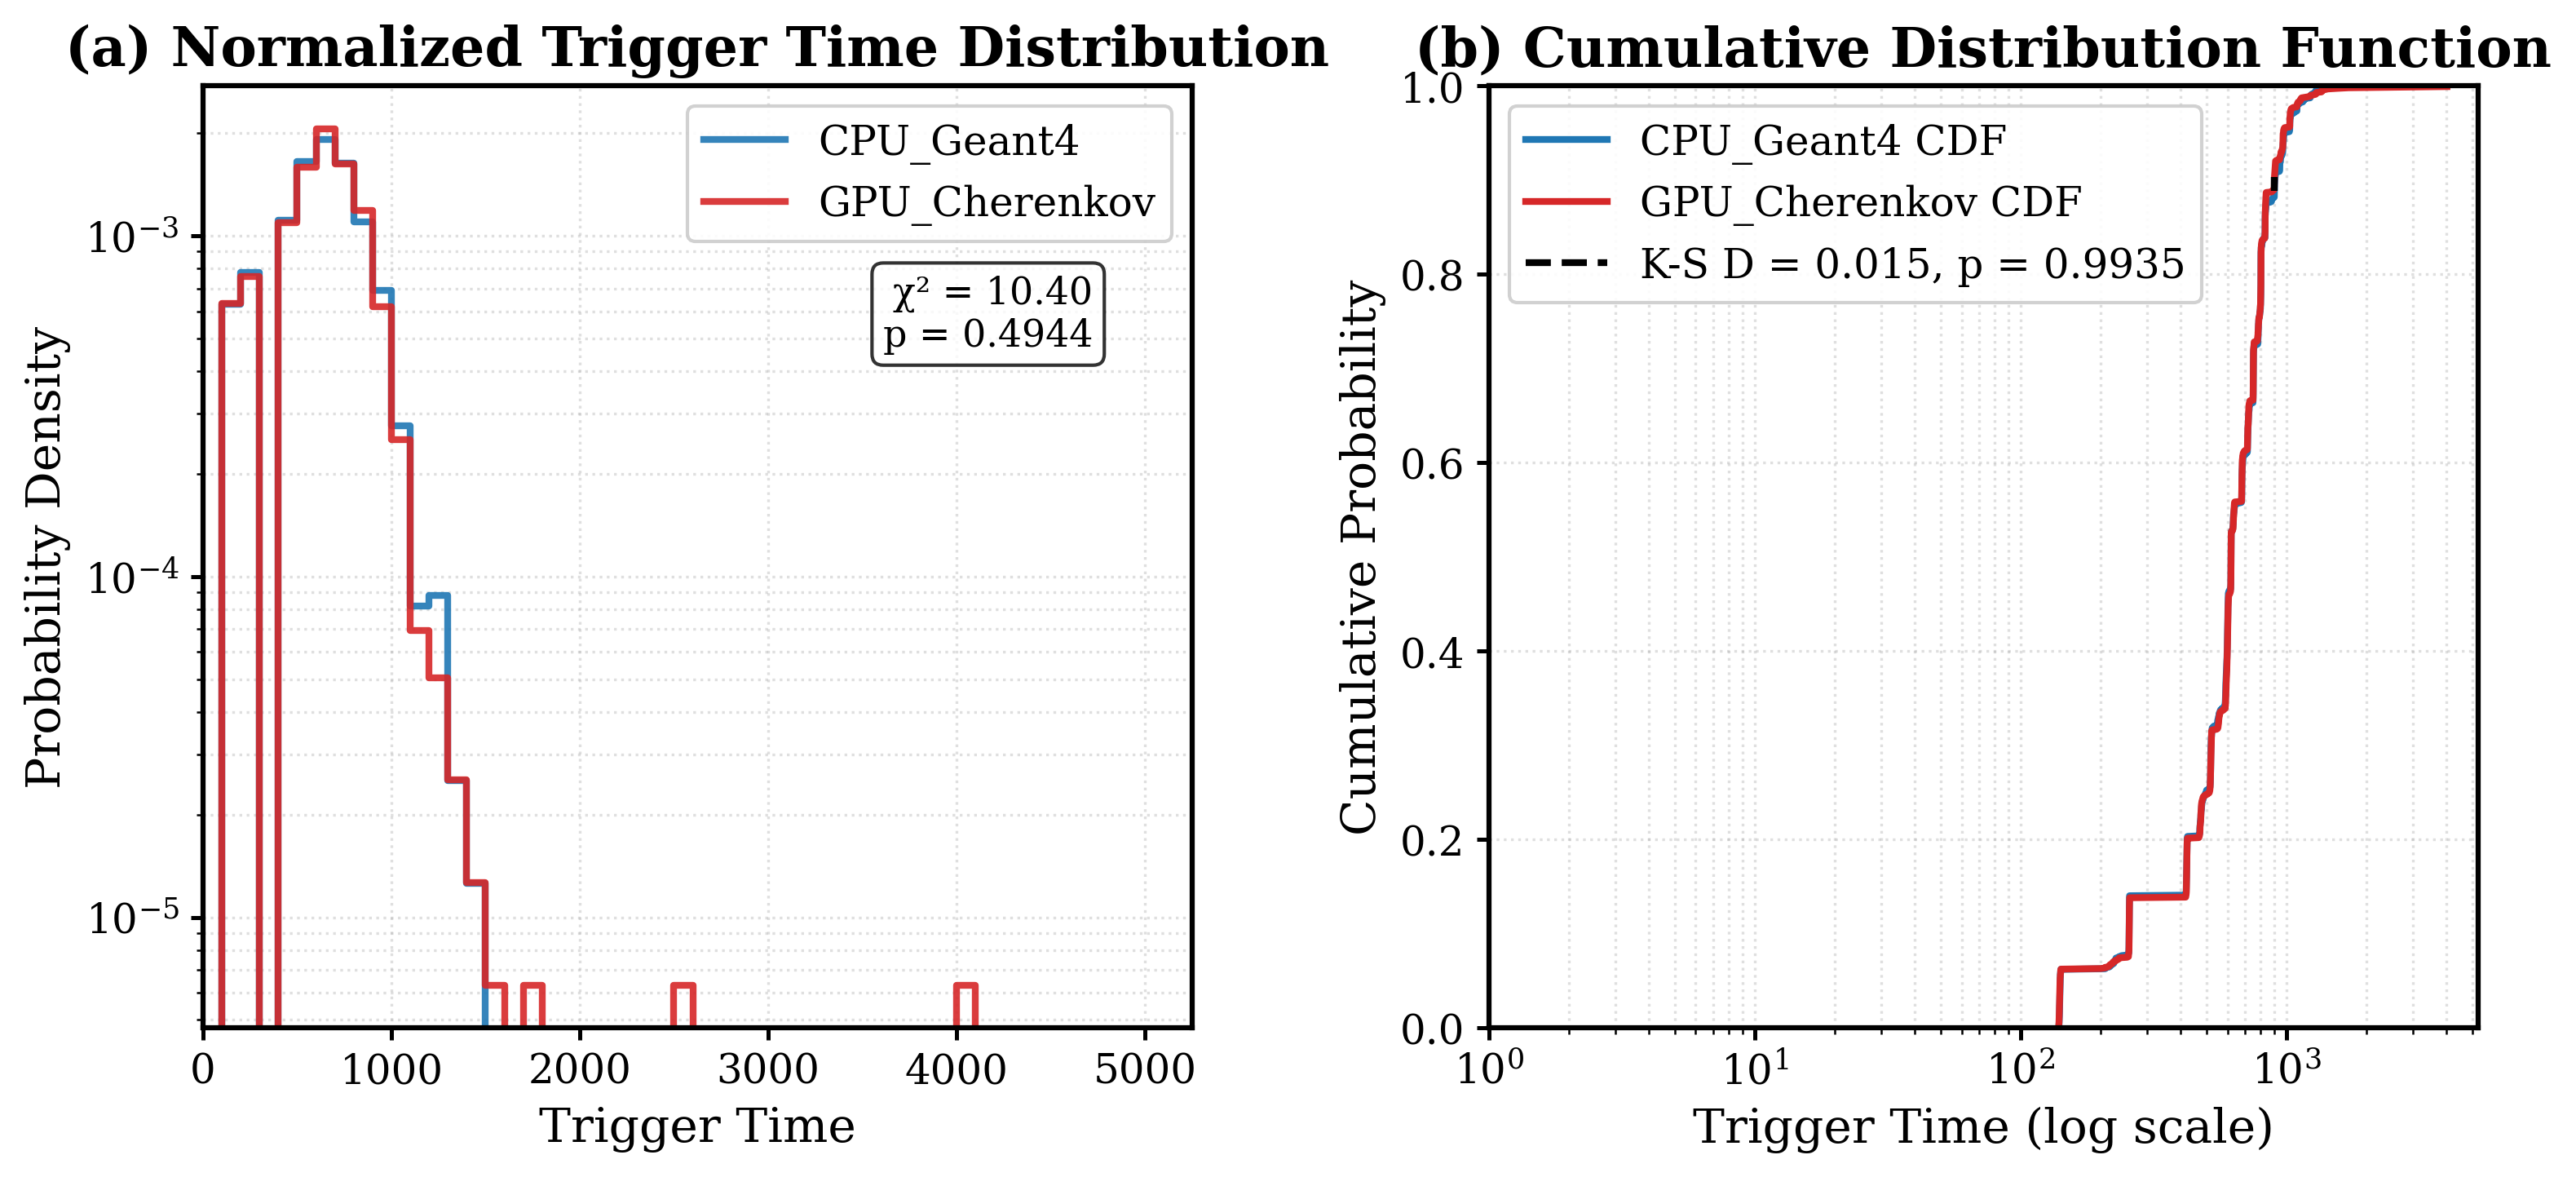 (a) Normalized Trigger Time Distribution
Probability Density
10⁻³
10⁻⁴
10⁻⁵
CPU_Geant4
GPU_Cherenkov
χ² = 10.40
p = 0.4944
0 1000 2000 3000 4000 5000
Trigger Time
(b) Cumulative Distribution Function
Cumulative Probability
1.0
0.8
0.6
0.4
0.2
0.0
CPU_Geant4 CDF
GPU_Cherenkov CDF
K-S D = 0.015, p = 0.9935
10⁰ 10¹ 10² 10³
Trigger Time (log scale)